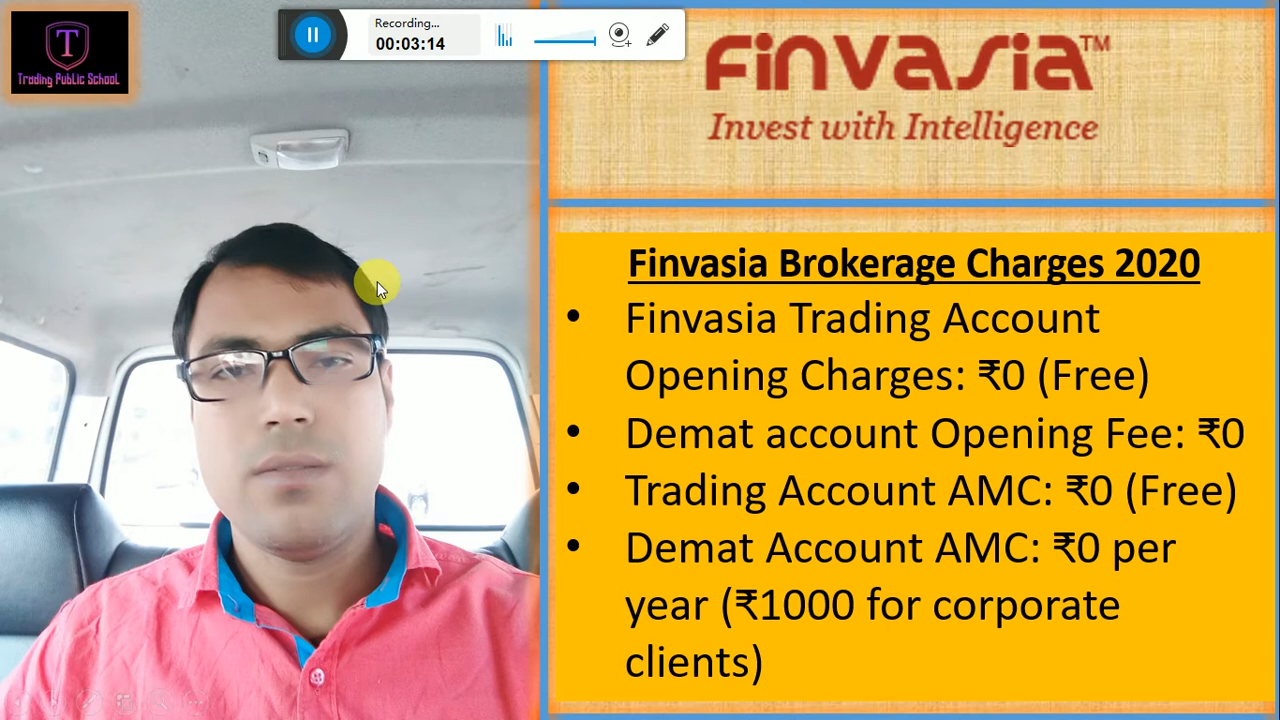 T
Trading Public School
Recording...
00:03:14
Finvasia™
Invest with Intelligence
Finvasia Brokerage Charges 2020
• Finvasia Trading Account
Opening Charges: ₹0 (Free)
• Demat account Opening Fee: ₹0
• Trading Account AMC: ₹0 (Free)
• Demat Account AMC: ₹0 per
year (₹1000 for corporate
clients)